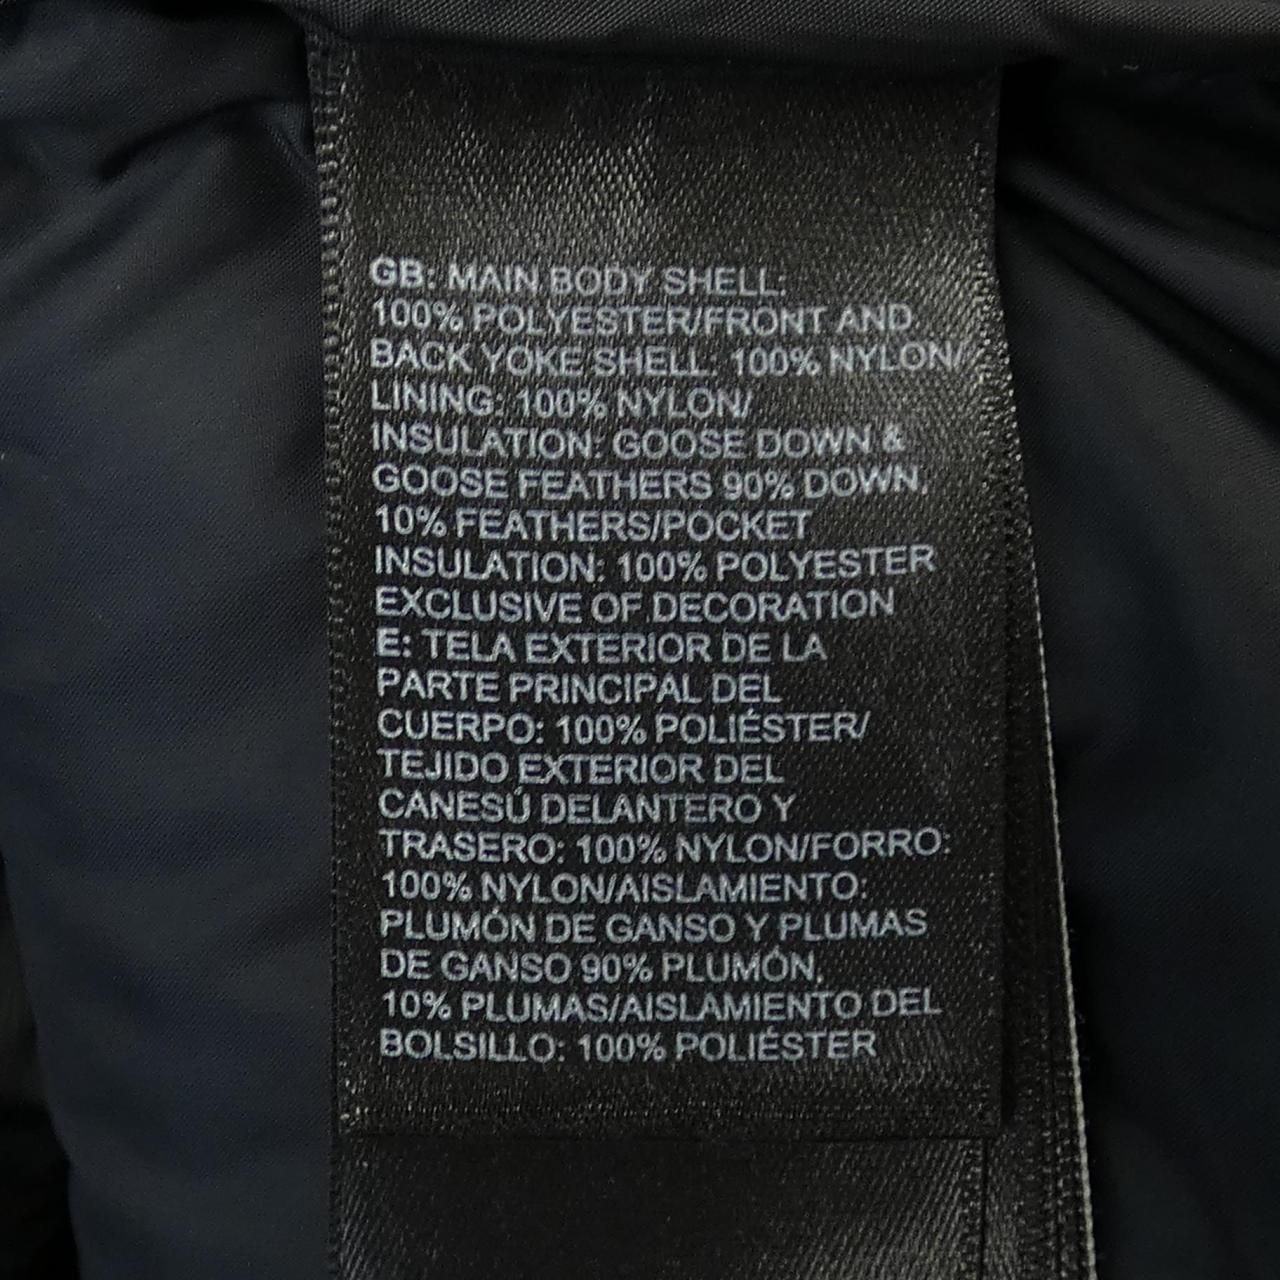 GB: MAIN BODY SHELL:
100% POLYESTER/FRONT AND
BACK YOKE SHELL: 100% NYLON/
LINING: 100% NYLON/
INSULATION: GOOSE DOWN &
GOOSE FEATHERS 90% DOWN,
10% FEATHERS/POCKET
INSULATION: 100% POLYESTER
EXCLUSIVE OF DECORATION
E: TELA EXTERIOR DE LA
PARTE PRINCIPAL DEL
CUERPO: 100% POLIÉSTER/
TEJIDO EXTERIOR DEL
CANESÚ DELANTERO Y
TRASERO: 100% NYLON/FORRO:
100% NYLON/AISLAMIENTO:
PLUMÓN DE GANSO Y PLUMAS
DE GANSO 90% PLUMÓN,
10% PLUMAS/AISLAMIENTO DEL
BOLSILLO: 100% POLIÉSTER